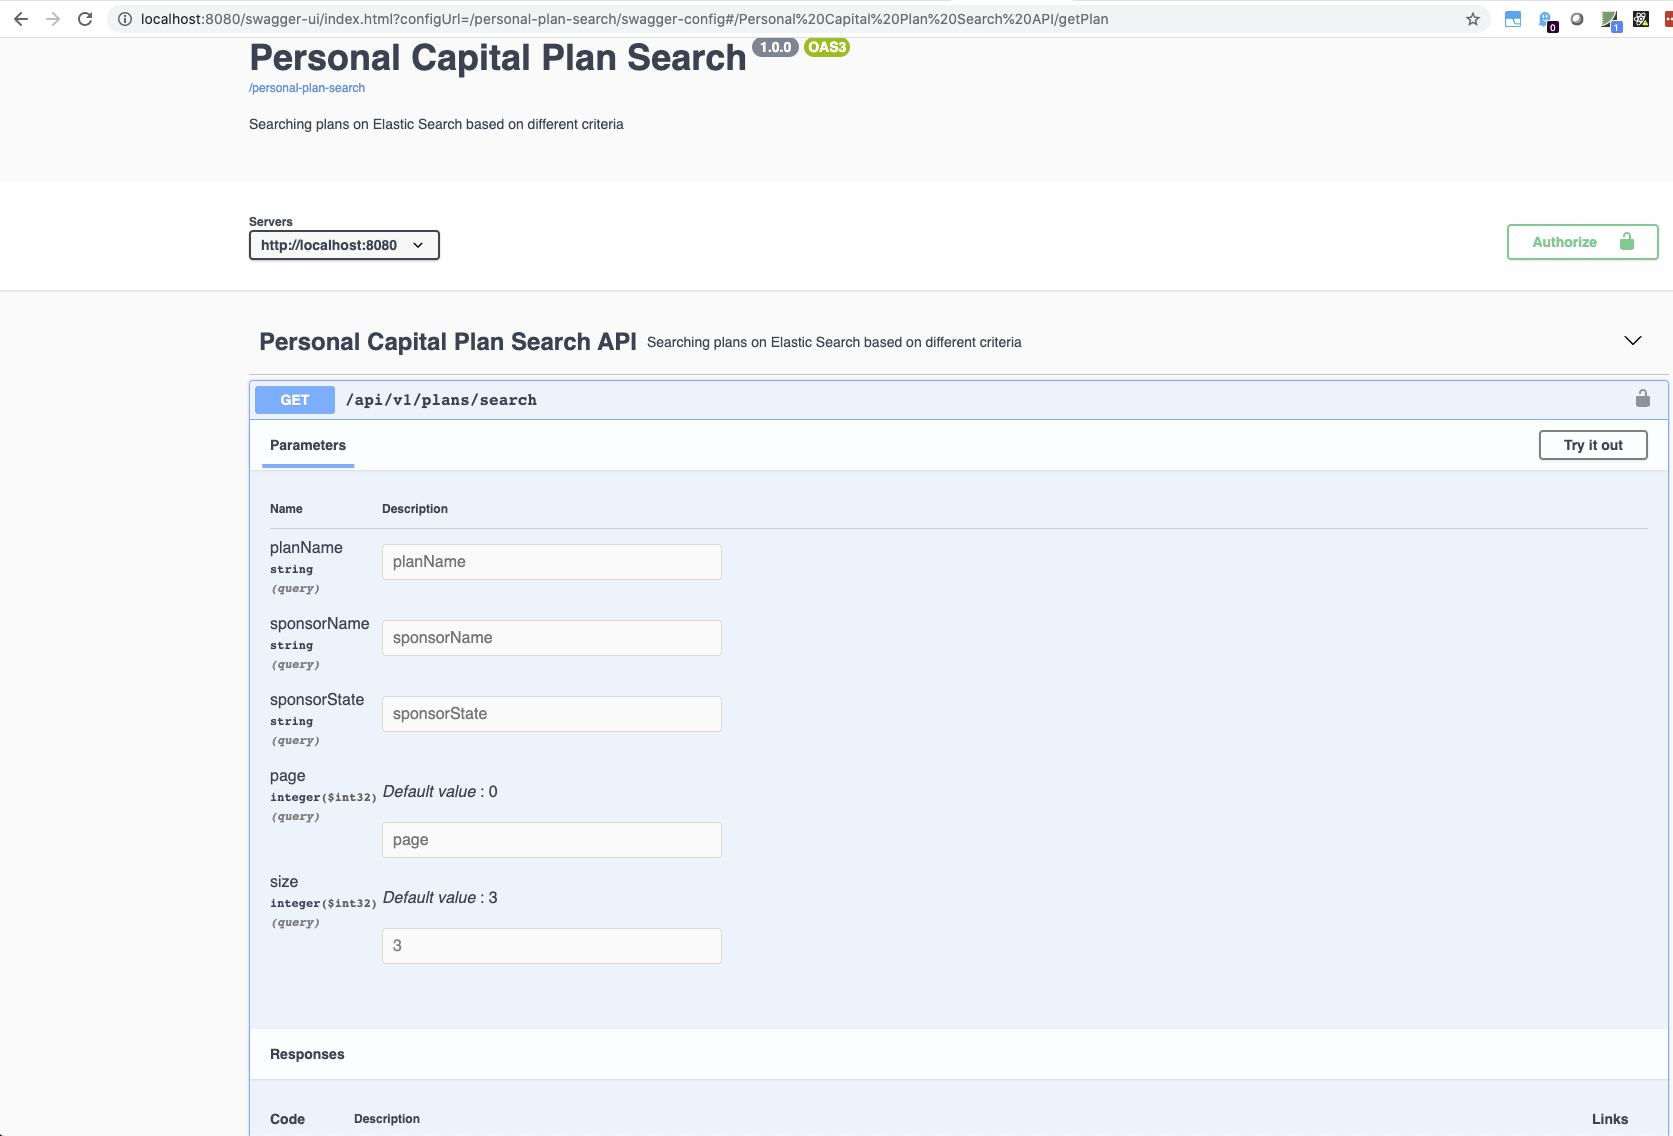 localhost:8080/swagger-ui/index.html?configUrl=/personal-plan-search/swagger-config#/Personal%20Capital%20Plan%20Search%20API/getPlan
0
1
Personal Capital Plan Search 1.0.0 OAS3
/personal-plan-search
Searching plans on Elastic Search based on different criteria
Servers
http://localhost:8080
Authorize
Personal Capital Plan Search API Searching plans on Elastic Search based on different criteria
GET /api/v1/plans/search
Parameters
Try it out
Name Description
planName
string
(query)
planName
sponsorName
string
(query)
sponsorName
sponsorState
string
(query)
sponsorState
page
integer($int32)
(query)
Default value : 0
page
size
integer($int32)
(query)
Default value : 3
3
Responses
Code Description Links